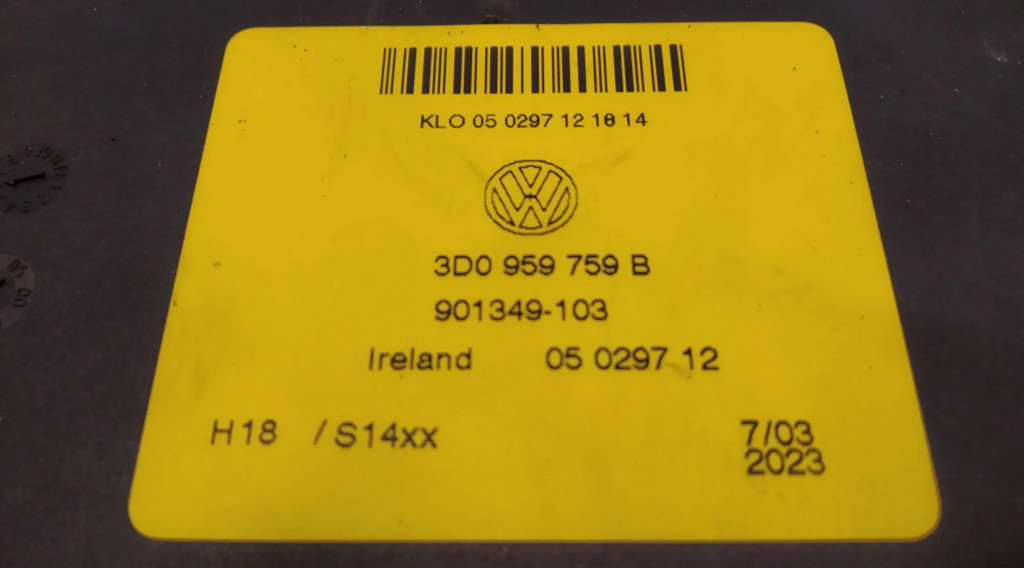 KLO 05 0297 12 18 14
VW
3D0 959 759 B
901349-103
Ireland 05 0297 12
H18 / S14xx 7/03
2023